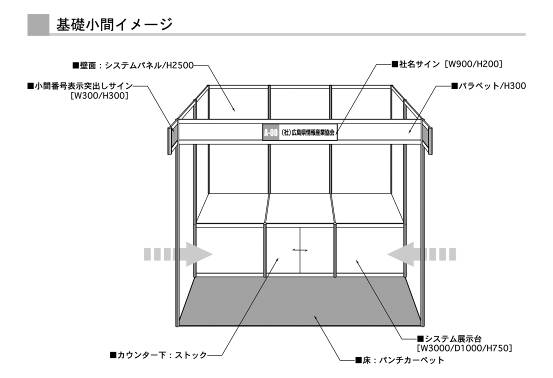 基礎小間イメージ
■壁面：システムパネル/H2500
■社名サイン［W900/H200］
■小間番号表示突出しサイン
［W300/H300］
■パラペット/H300
A-00
（社）広島県情報産業協会
■システム展示台
［W3000/D1000/H750］
■カウンター下：ストック
■床：パンチカーペット